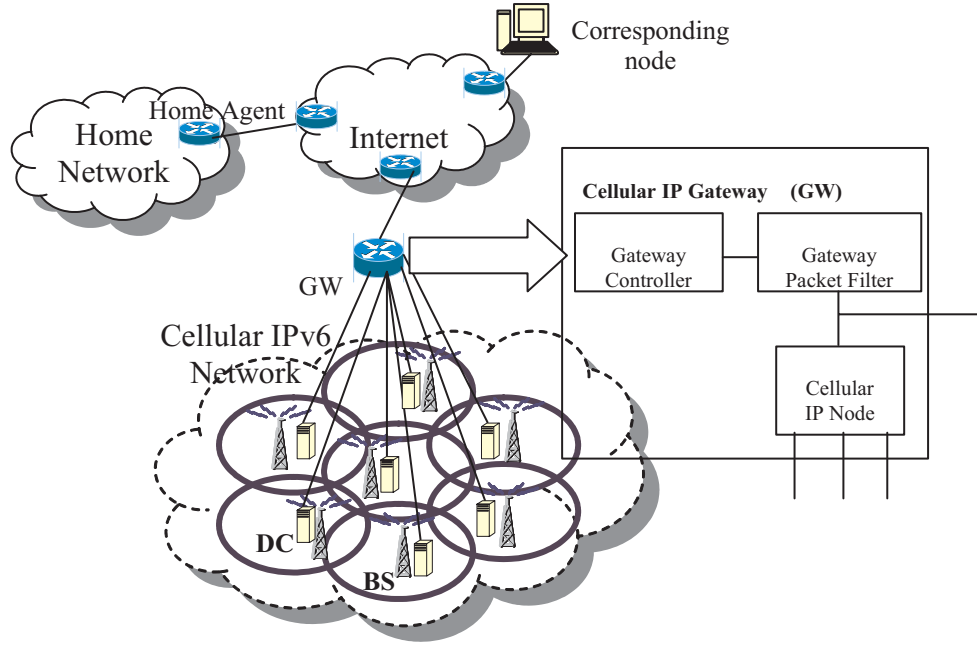 Corresponding
node
Home Agent
Home
Network
Internet
Cellular IP Gateway (GW)
Gateway
Controller
Gateway
Packet Filter
GW
Cellular IPv6
Network
Cellular
IP Node
DC
BS